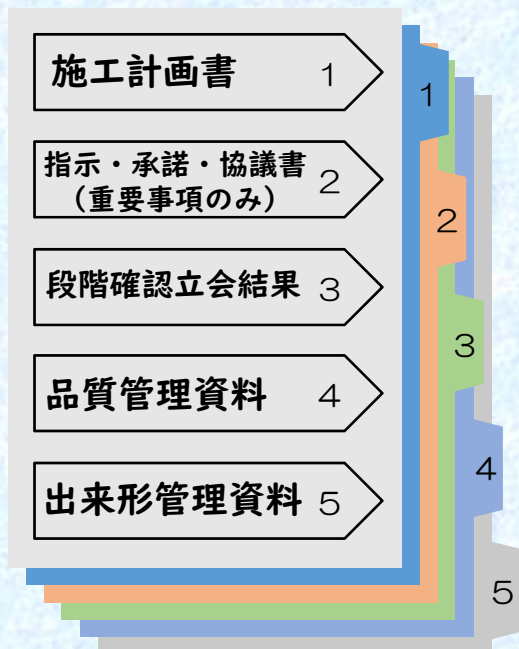 施工計画書 1
指示・承諾・協議書 2
（重要事項のみ）
段階確認立会結果 3
品質管理資料 4
出来形管理資料 5
1
2
3
4
5